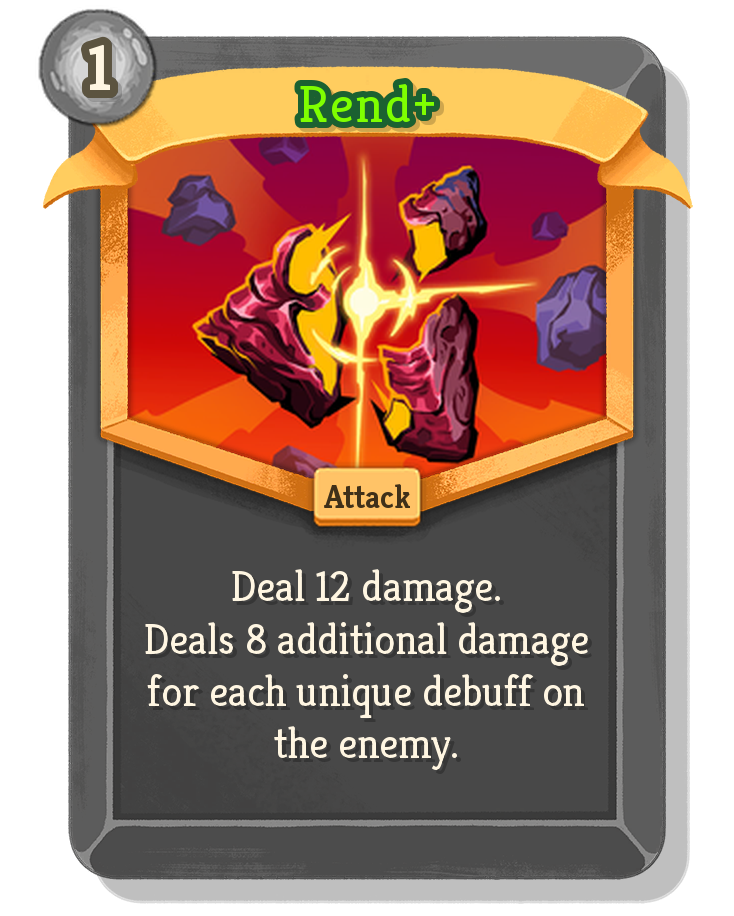 1
Rend+
Attack
Deal 12 damage.
Deals 8 additional damage
for each unique debuff on
the enemy.